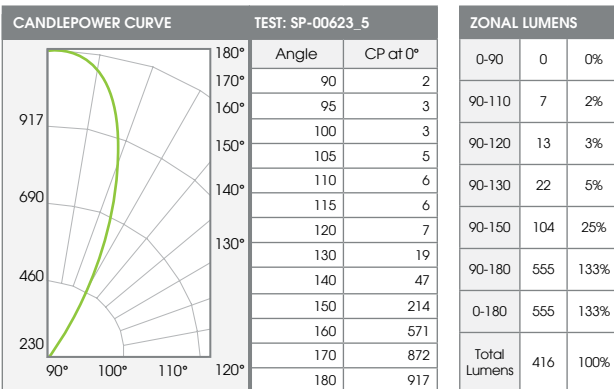 CANDLEPOWER CURVE
917
690
460
230
180°
170°
160°
150°
140°
130°
120°
90° 100° 110°
TEST: SP-00623_5
Angle CP at 0°
90 2
95 3
100 3
105 5
110 6
115 6
120 7
130 19
140 47
150 214
160 571
170 872
180 917
ZONAL LUMENS
0-90 0 0%
90-110 7 2%
90-120 13 3%
90-130 22 5%
90-150 104 25%
90-180 555 133%
0-180 555 133%
Total
Lumens 416 100%